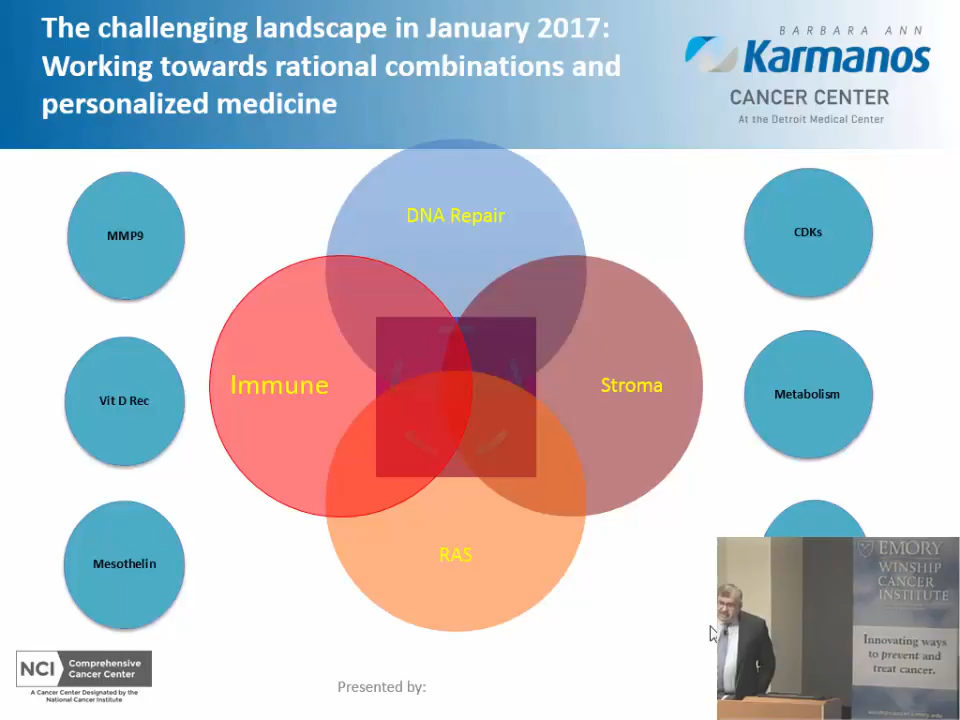 The challenging landscape in January 2017:
Working towards rational combinations and
personalized medicine
BARBARA ANN
Karmanos
CANCER CENTER
At the Detroit Medical Center
DNA Repair
MMP9
CDKs
Immune
Stroma
Vit D Rec
Metabolism
RAS
Mesothelin
EMORY
WINSHIP
CANCER
INSTITUTE
Innovating ways
to prevent and
treat cancer.
NCI
Comprehensive
Cancer Center
A Cancer Center Designated by the
National Cancer Institute
Presented by: